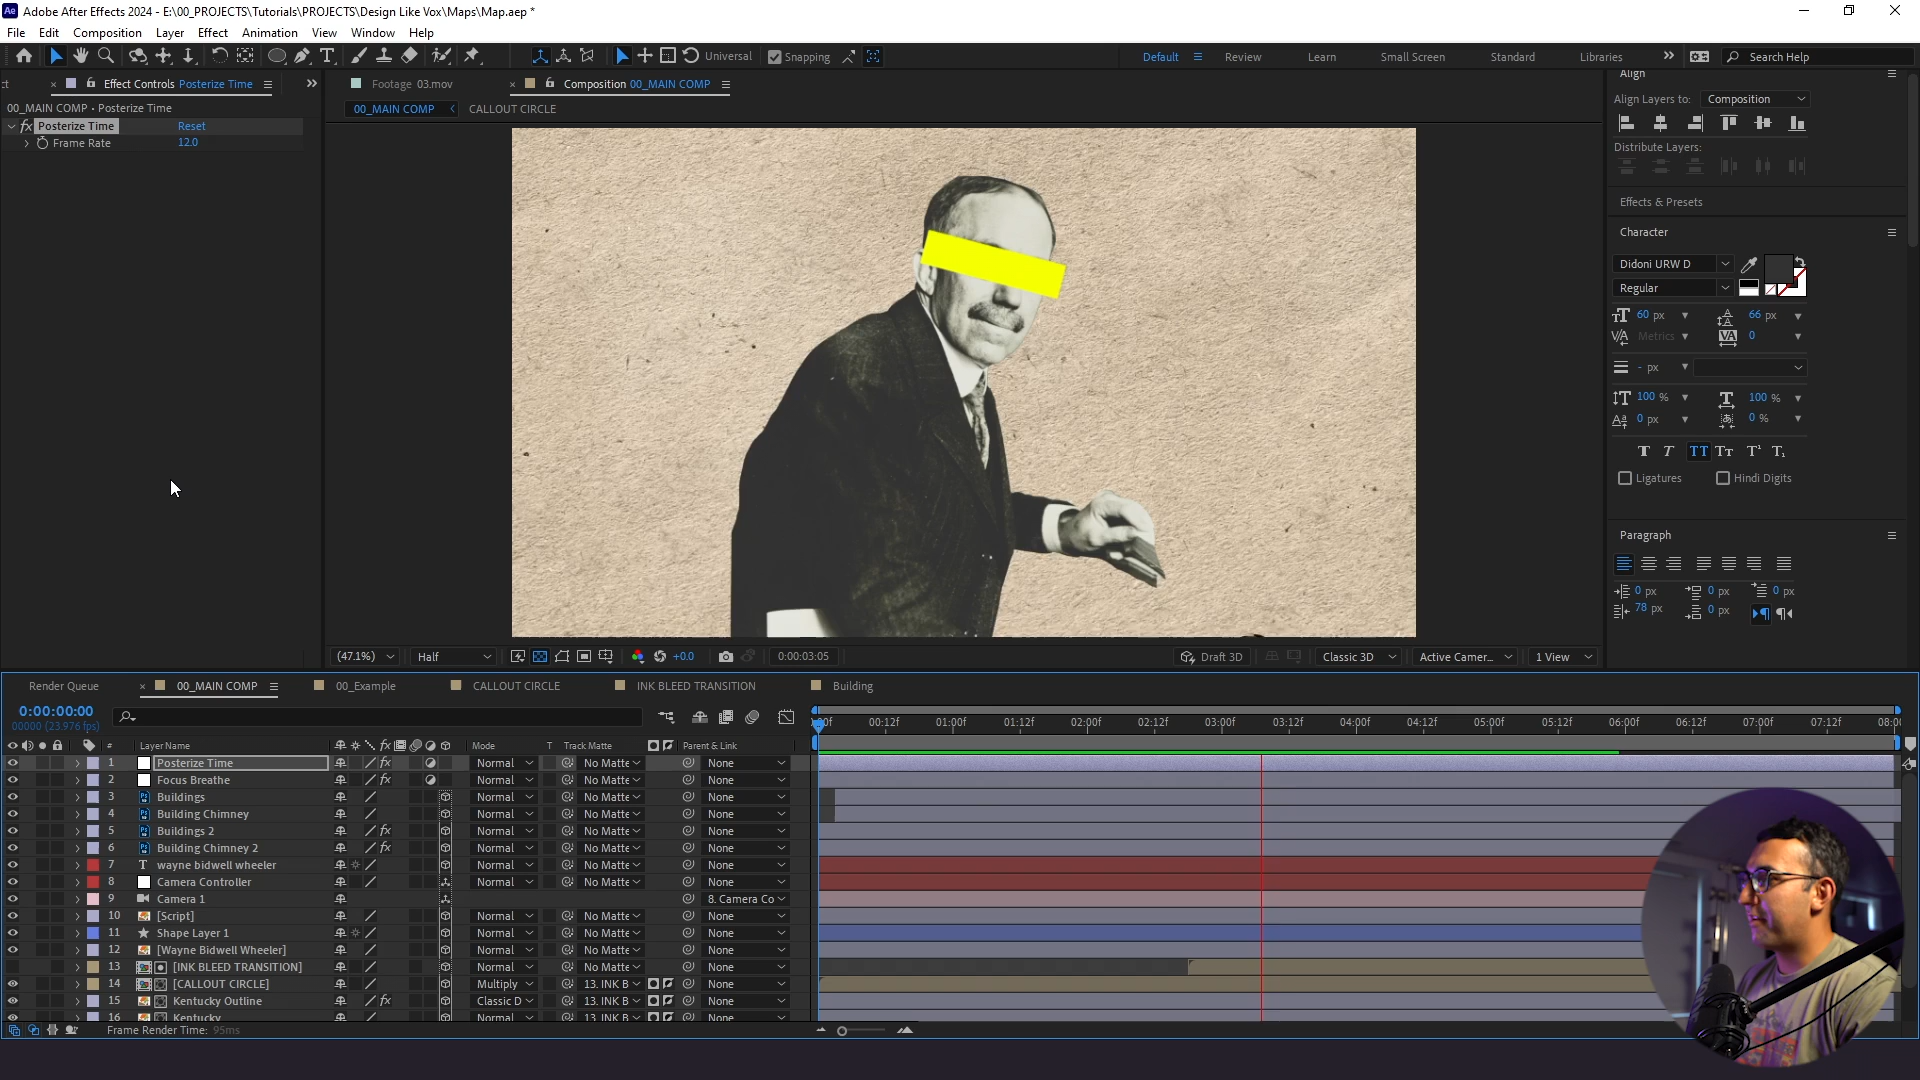 Ae Adobe After Effects 2024 - E:\00_PROJECTS\Tutorials\PROJECTS\Design Like Vox\Maps\Map.aep *
File Edit Composition Layer Effect Animation View Window Help
Universal Snapping Default Review Learn Small Screen Standard Libraries Search Help
Effect Controls Posterize Time
00_MAIN COMP • Posterize Time
fx Posterize Time Reset
Frame Rate 12.0
Footage 03.mov Composition 00_MAIN COMP
00_MAIN COMP CALLOUT CIRCLE
(47.1%) Half +0.0 0:00:03:05 Draft 3D Classic 3D Active Camer... 1 View
Align
Align Layers to: Composition
Distribute Layers:
Effects & Presets
Character
Didoni URW D
Regular
60 px 66 px
Metrics 0
- px
100 % 100 %
0 px 0 %
Ligatures Hindi Digits
Paragraph
0 px 0 px 0 px
78 px 0 px
Render Queue 00_MAIN COMP 00_Example CALLOUT CIRCLE INK BLEED TRANSITION Building
0:00:00:00
00000 (23.976 fps)
00:12f 01:00f 01:12f 02:00f 02:12f 03:00f 03:12f 04:00f 04:12f 05:00f 05:12f 06:00f 06:12f 07:00f 07:12f 08:0
# Layer Name Mode T Track Matte Parent & Link
1 Posterize Time Normal No Matte None
2 Focus Breathe Normal No Matte None
3 Buildings Normal No Matte None
4 Building Chimney Normal No Matte None
5 Buildings 2 Normal No Matte None
6 Building Chimney 2 Normal No Matte None
7 wayne bidwell wheeler Normal No Matte None
8 Camera Controller Normal No Matte None
9 Camera 1 8. Camera Co
10 [Script] Normal No Matte None
11 Shape Layer 1 Normal No Matte None
12 [Wayne Bidwell Wheeler] Normal No Matte None
13 [INK BLEED TRANSITION] Normal No Matte None
14 [CALLOUT CIRCLE] Multiply 13. INK B None
15 Kentucky Outline Classic D 13. INK B None
16 Kentucky Normal 13. INK B None
Frame Render Time: 95ms